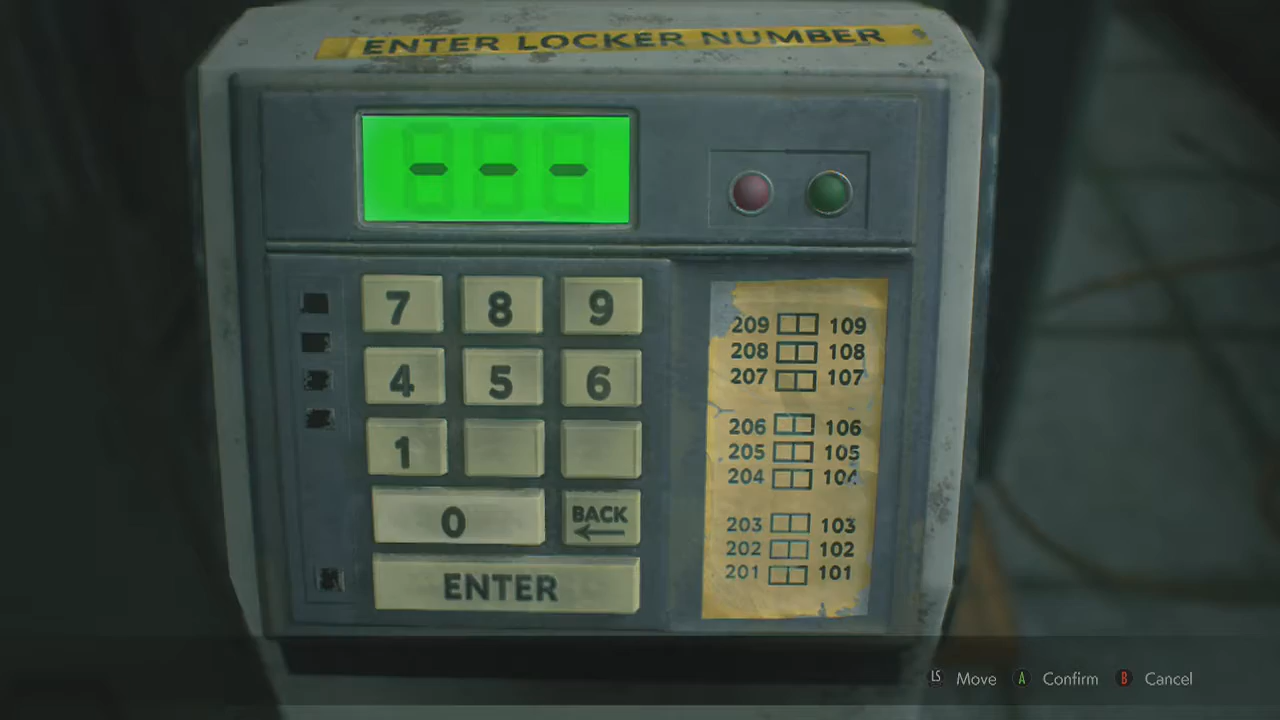 ENTER LOCKER NUMBER
- - -
7 8 9
4 5 6
1
0 BACK
ENTER
209 109
208 108
207 107
206 106
205 105
204 104
203 103
202 102
201 101
LS Move A Confirm B Cancel